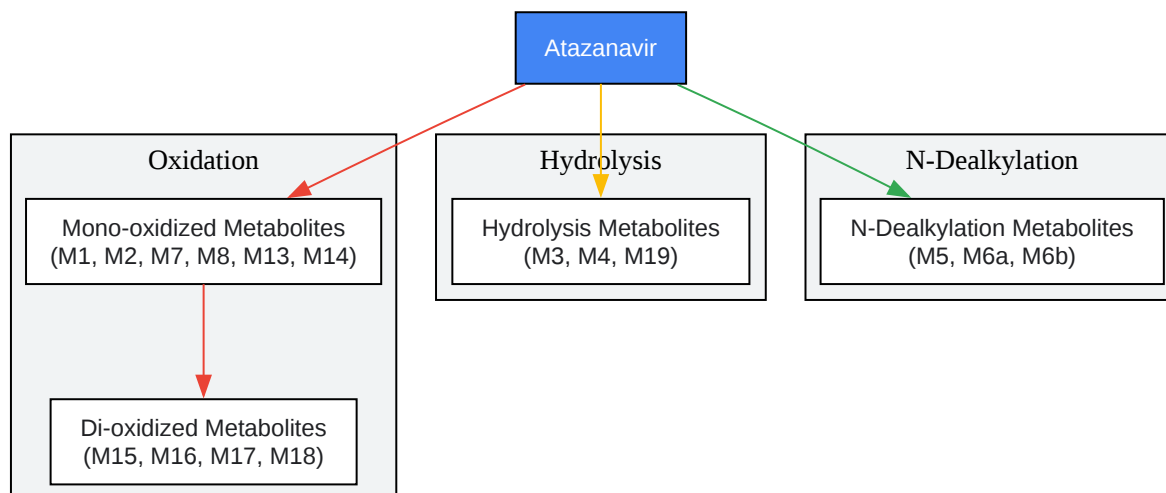 Atazanavir
Oxidation
Mono-oxidized Metabolites
(M1, M2, M7, M8, M13, M14)
Di-oxidized Metabolites
(M15, M16, M17, M18)
Hydrolysis
Hydrolysis Metabolites
(M3, M4, M19)
N-Dealkylation
N-Dealkylation Metabolites
(M5, M6a, M6b)